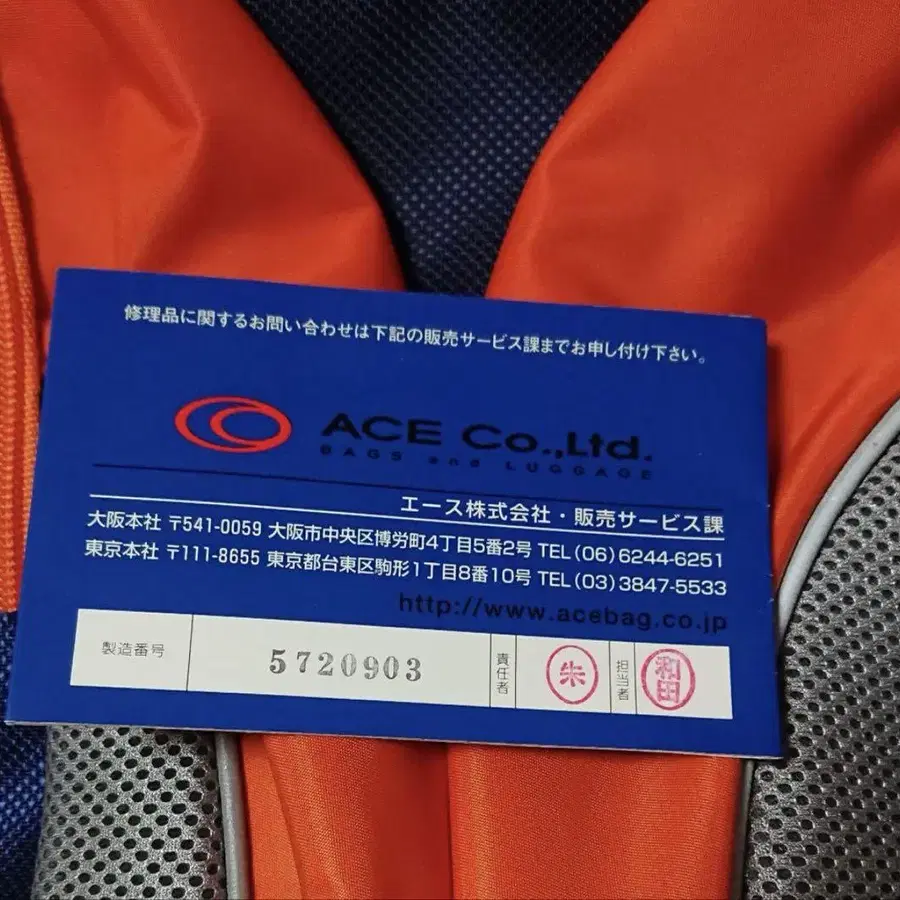 修理品に関するお問い合わせは下記の販売サービス課までお申し付け下さい。
ACE Co.,Ltd.
BAGS and LUGGAGE
エース株式会社・販売サービス課
大阪本社 〒541-0059 大阪市中央区博労町4丁目5番2号 TEL(06)6244-6251
東京本社 〒111-8655 東京都台東区駒形1丁目8番10号 TEL(03)3847-5533
http://www.acebag.co.jp
製造番号 5720903 責任者 朱 担当者 和田